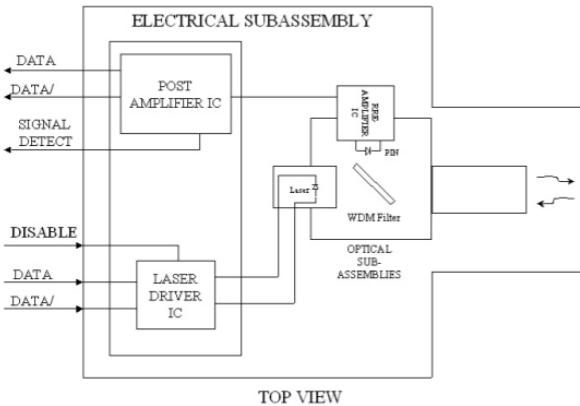 ELECTRICAL SUBASSEMBLY
DATA
DATA/
SIGNAL
DETECT
POST
AMPLIFIER IC
PRE
AMPLIFIER
IC
PIN
Laser
WDM Filter
OPTICAL
SUB-
ASSEMBLIES
DISABLE
DATA
DATA/
LASER
DRIVER
IC
TOP VIEW